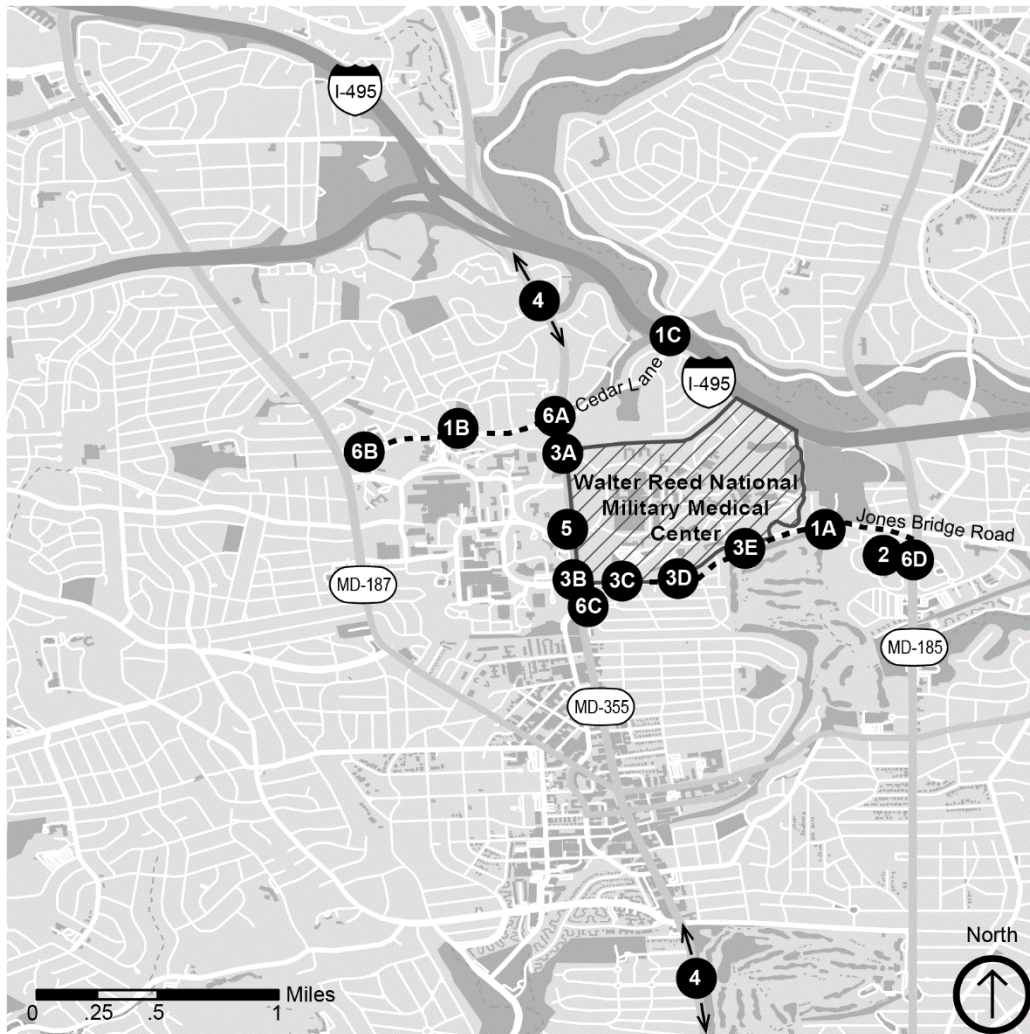 I-495
4
1C
Cedar Lane
I-495
6A
1B
6B
3A
Walter Reed National
Military Medical
Center
5
1A
Jones Bridge Road
3E
2
6D
MD-187
3B
3C
3D
6C
MD-185
MD-355
North
4
Miles
0 .25 .5 1